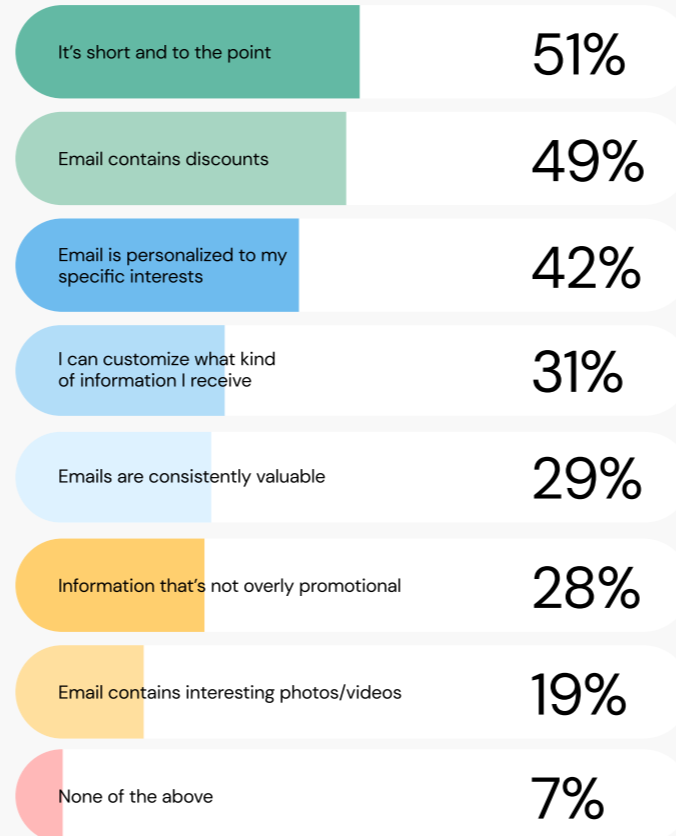 It’s short and to the point
51%
Email contains discounts
49%
Email is personalized to my
specific interests
42%
I can customize what kind
of information I receive
31%
Emails are consistently valuable
29%
Information that’s not overly promotional
28%
Email contains interesting photos/videos
19%
None of the above
7%